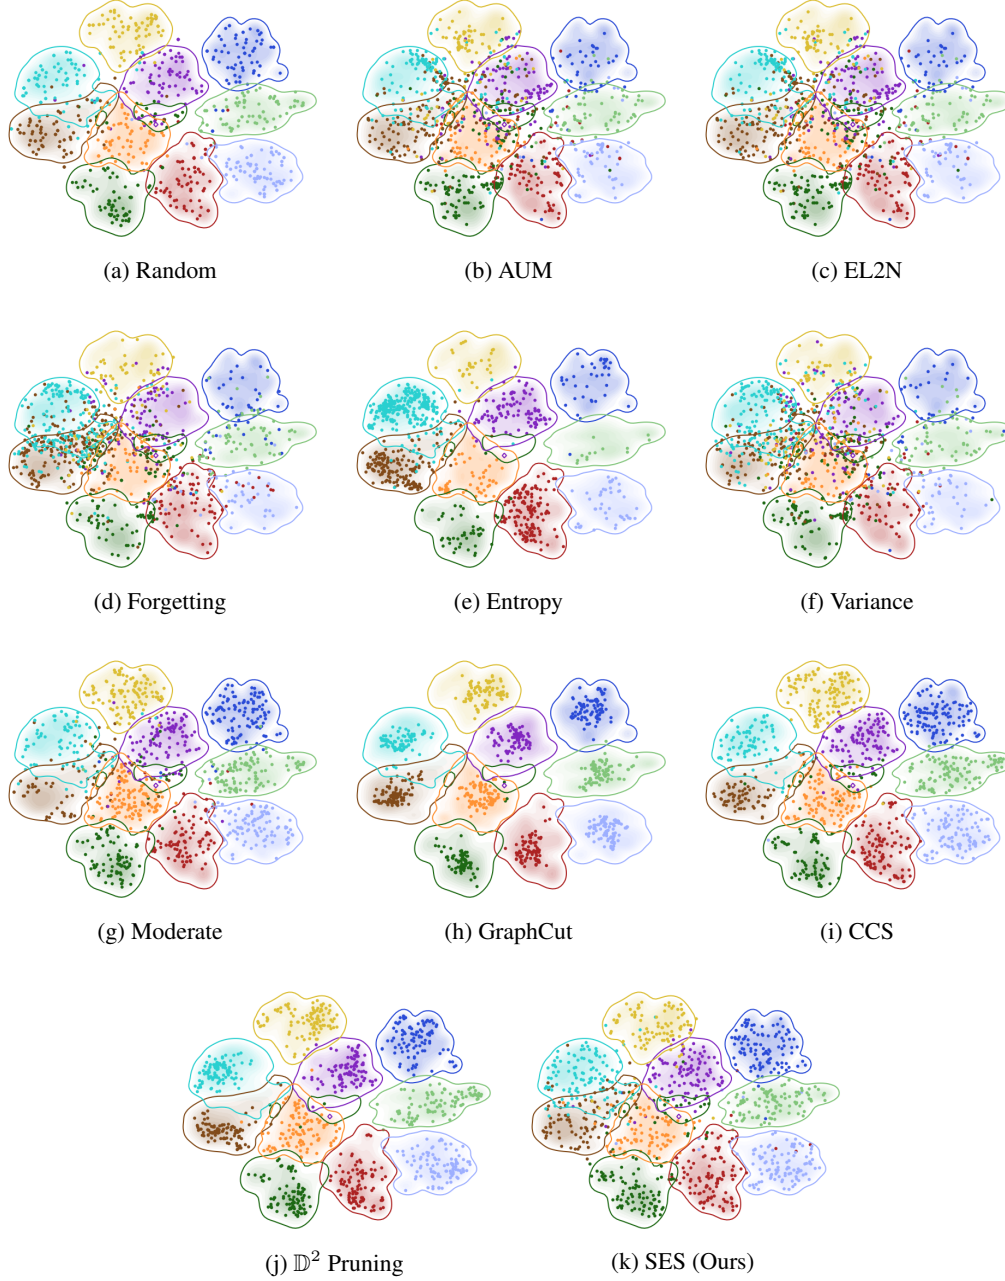 (a) Random
(b) AUM
(c) EL2N
(d) Forgetting
(e) Entropy
(f) Variance
(g) Moderate
(h) GraphCut
(i) CCS
(j) 𝔻² Pruning
(k) SES (Ours)